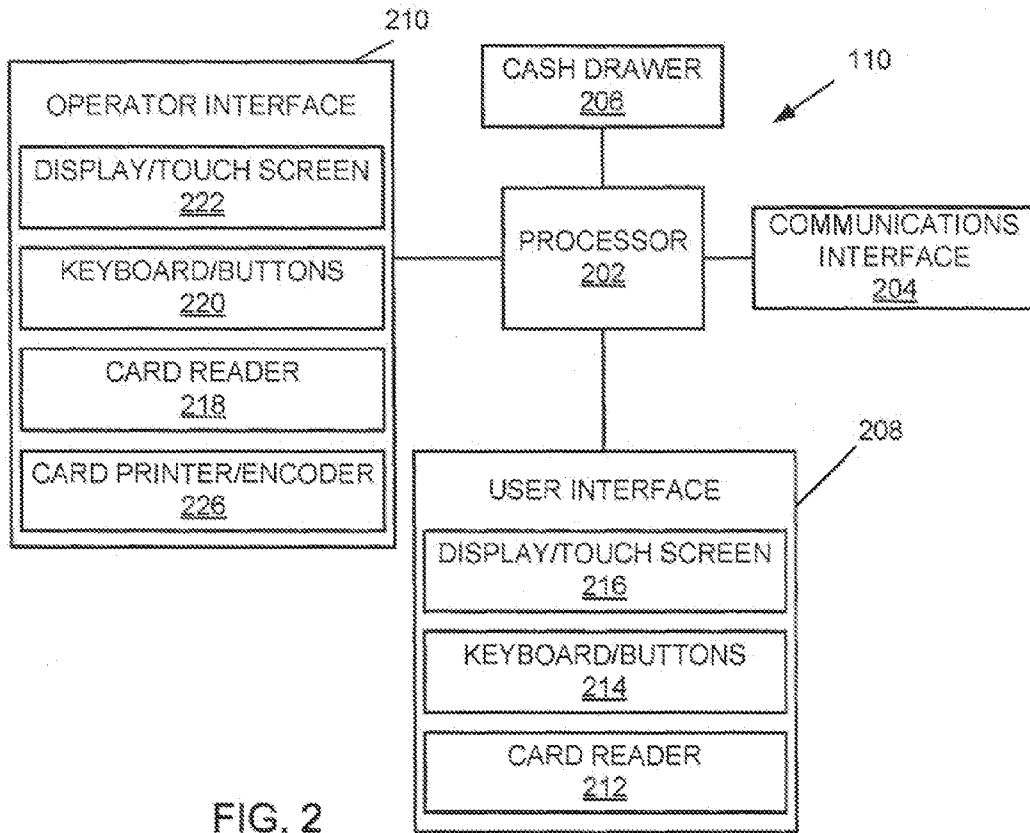 210
OPERATOR INTERFACE
DISPLAY/TOUCH SCREEN
222
KEYBOARD/BUTTONS
220
CARD READER
218
CARD PRINTER/ENCODER
226
CASH DRAWER
206
110
PROCESSOR
202
COMMUNICATIONS
INTERFACE
204
208
USER INTERFACE
DISPLAY/TOUCH SCREEN
216
KEYBOARD/BUTTONS
214
CARD READER
212
FIG. 2